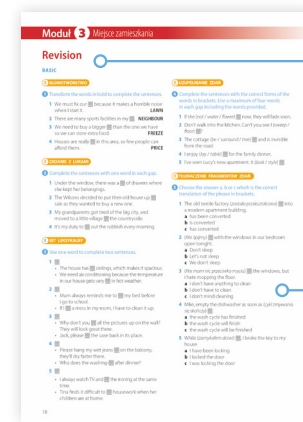 Moduł 3 Miejsce zamieszkania
Revision
BASIC
1 SŁOWOTWÓRSTWO
1 Transform the words in bold to complete the sentences.
1 We must fix our because it makes a horrible noise
when I start it. LAWN
2 There are many sports facilities in my . NEIGHBOUR
3 We need to buy a bigger than the one we have
so we can store extra food. FREEZE
4 Houses are really in this area, so few people can
afford them. PRICE
2 ZDANIE Z LUKAMI
2 Complete the sentences with one word in each gap.
1 Under the window, there was a of drawers where
she kept her belongings.
2 The Wilsons decided to put their old house up
sale as they wanted to buy a new one.
3 My grandparents got tired of the big city, and
moved to a little village the countryside.
4 It's my duty to out the rubbish every morning.
3 SET LEKSYKALNY
3 Use one word to complete two sentences.
1
• The house has ceilings, which makes it spacious.
• We need air conditioning because the temperature
in our house gets very in hot weather.
2
• Mum always reminds me to my bed before
I go to school.
• If I a mess in my room, I have to clean it up.
3
• Why don't you all the pictures up on the wall?
They will look great there.
• Jack, please the vase back in its place.
4
• Please hang my wet jeans on the balcony,
they'll dry faster there.
• Who does the washing after dinner?
5
• I always watch TV and the ironing at the same
time.
• Tina finds it difficult to housework when her
children are at home.
18
4 UZUPEŁNIANIE ZDAŃ
4 Complete the sentences with the correct forms of the
words in brackets. Use a maximum of four words
in each gap including the words provided.
1 If the (not / water / flower) now, they will fade soon.
2 Don't walk into the kitchen. Can't you see I (sweep /
floor) ?
3 The cottage (be / surround / tree) and is invisible
from the road.
4 I enjoy (lay / table) for the family dinner.
5 I've seen Lucy's new apartment. It (look / style) .
5 TŁUMACZENIE FRAGMENTÓW ZDAŃ
5 Choose the answer a, b or c which is the correct
translation of the phrases in brackets.
1 The old textile factory (została przekształcona) into
a modern apartment building.
a has been converted
b is converted
c has converted
2 (Nie śpijmy) with the windows in our bedroom
open tonight.
a Don't sleep
b Let's not sleep
c We don't sleep
3 (Nie mam nic przeciwko myciu) the windows, but
I hate mopping the floor.
a I don't have anything to clean
b I don't have to clean
c I don't mind cleaning
4 Mike, empty the dishwasher as soon as (cykl zmywania
się skończy) .
a the wash cycle has finished
b the wash cycle will finish
c the wash cycle will be finished
5 While (zamykałem drzwi) , I broke the key to my
house.
a I have been locking
b I locked the door
c I was locking the door